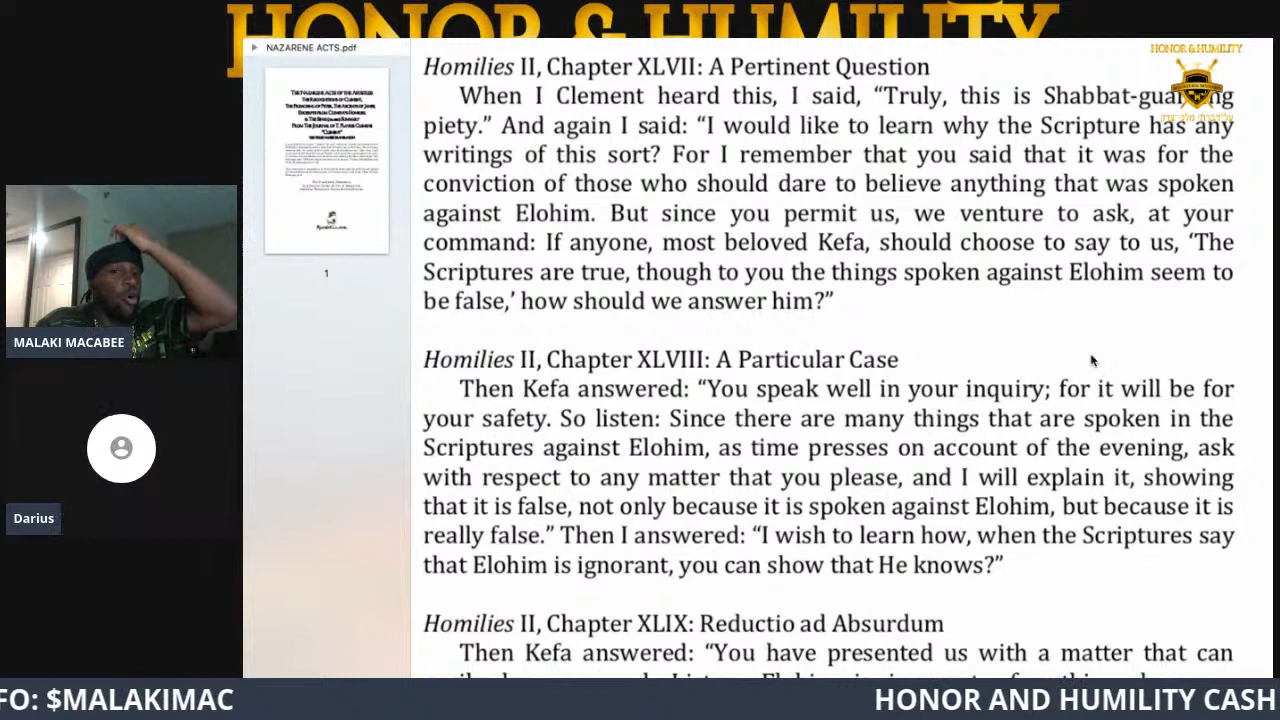 HONOR & HUMILITY
NAZARENE ACTS.pdf
HONOR & HUMILITY
THE NAZARENE ACTS OF THE APOSTLES
1
Homilies II, Chapter XLVII: A Pertinent Question
When I Clement heard this, I said, “Truly, this is
piety.” And again I said: “I would like to learn why the Scripture has any
writings of this sort? For I remember that you said that it was for the
conviction of those who should dare to believe anything that was spoken
against Elohim. But since you permit us, we venture to ask, at your
command: If anyone, most beloved Kefa, should choose to say to us, ‘The
Scriptures are true, though to you the things spoken against Elohim seem to
be false,’ how should we answer him?”
Homilies II, Chapter XLVIII: A Particular Case
Then Kefa answered: “You speak well in your inquiry; for it will be for
your safety. So listen: Since there are many things that are spoken in the
Scriptures against Elohim, as time presses on account of the evening, ask
with respect to any matter that you please, and I will explain it, showing
that it is false, not only because it is spoken against Elohim, but because it is
really false.” Then I answered: “I wish to learn how, when the Scriptures say
that Elohim is ignorant, you can show that He knows?”
Homilies II, Chapter XLIX: Reductio ad Absurdum
Then Kefa answered: “You have presented us with a matter that can
MALAKI MACABEE
Darius
FO: $MALAKIMAC
HONOR AND HUMILITY CASH